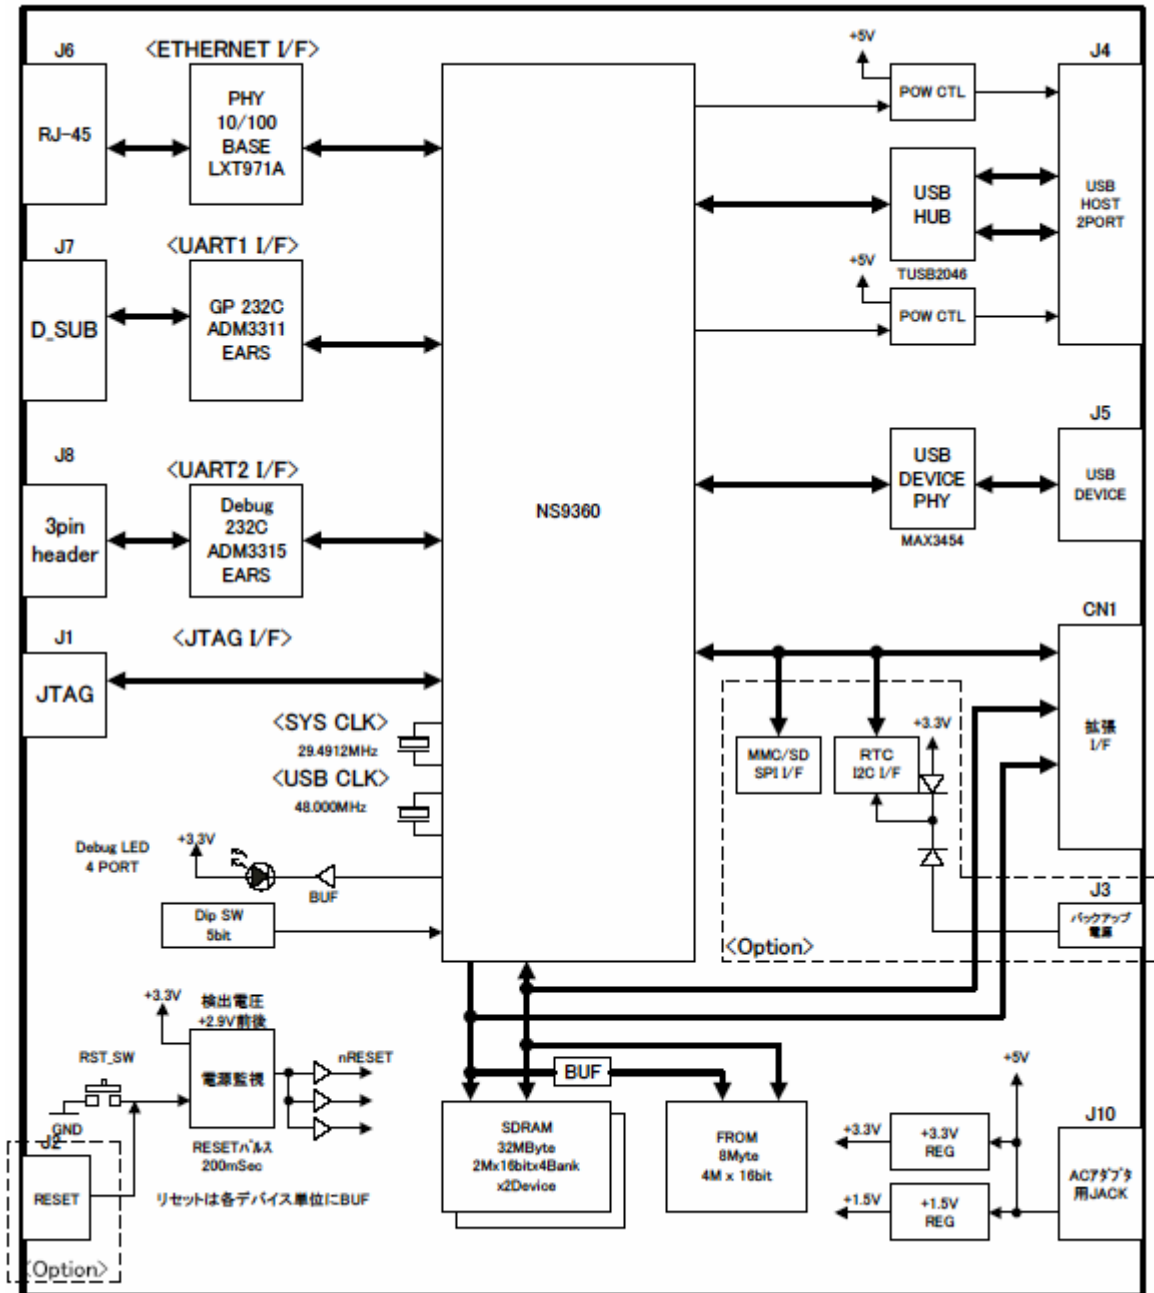 J6
<ETHERNET I/F>
RJ-45
PHY
10/100
BASE
LXT971A
J7
<UART1 I/F>
D_SUB
GP 232C
ADM3311
EARS
J8
<UART2 I/F>
3pin
header
Debug
232C
ADM3315
EARS
J1
<JTAG I/F>
JTAG
<SYS CLK>
29.4912MHz
<USB CLK>
48.000MHz
Debug LED
4 PORT
+3.3V
BUF
Dip SW
5bit
NS9360
+5V
POW CTL
J4
USB
HUB
TUSB2046
USB
HOST
2PORT
+5V
POW CTL
J5
USB
DEVICE
PHY
MAX3454
USB
DEVICE
CN1
拡張
I/F
MMC/SD
SPI I/F
RTC
I2C I/F
+3.3V
<Option>
J3
バックアップ
電源
+3.3V
検出電圧
+2.9V前後
RST_SW
GND
電源監視
nRESET
RESETパルス
200mSec
リセットは各デバイス単位にBUF
J2
RESET
<Option>
BUF
SDRAM
32MByte
2Mx16bitx4Bank
x2Device
FROM
8Myte
4M x 16bit
+5V
J10
+3.3V
+3.3V
REG
ACアダプタ
用JACK
+1.5V
+1.5V
REG